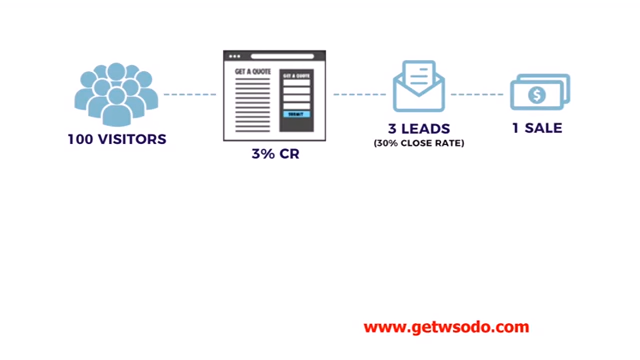 GET A QUOTE
GET A QUOTE
SUBMIT
$
100 VISITORS
3% CR
3 LEADS
(30% CLOSE RATE)
1 SALE
www.getwsodo.com